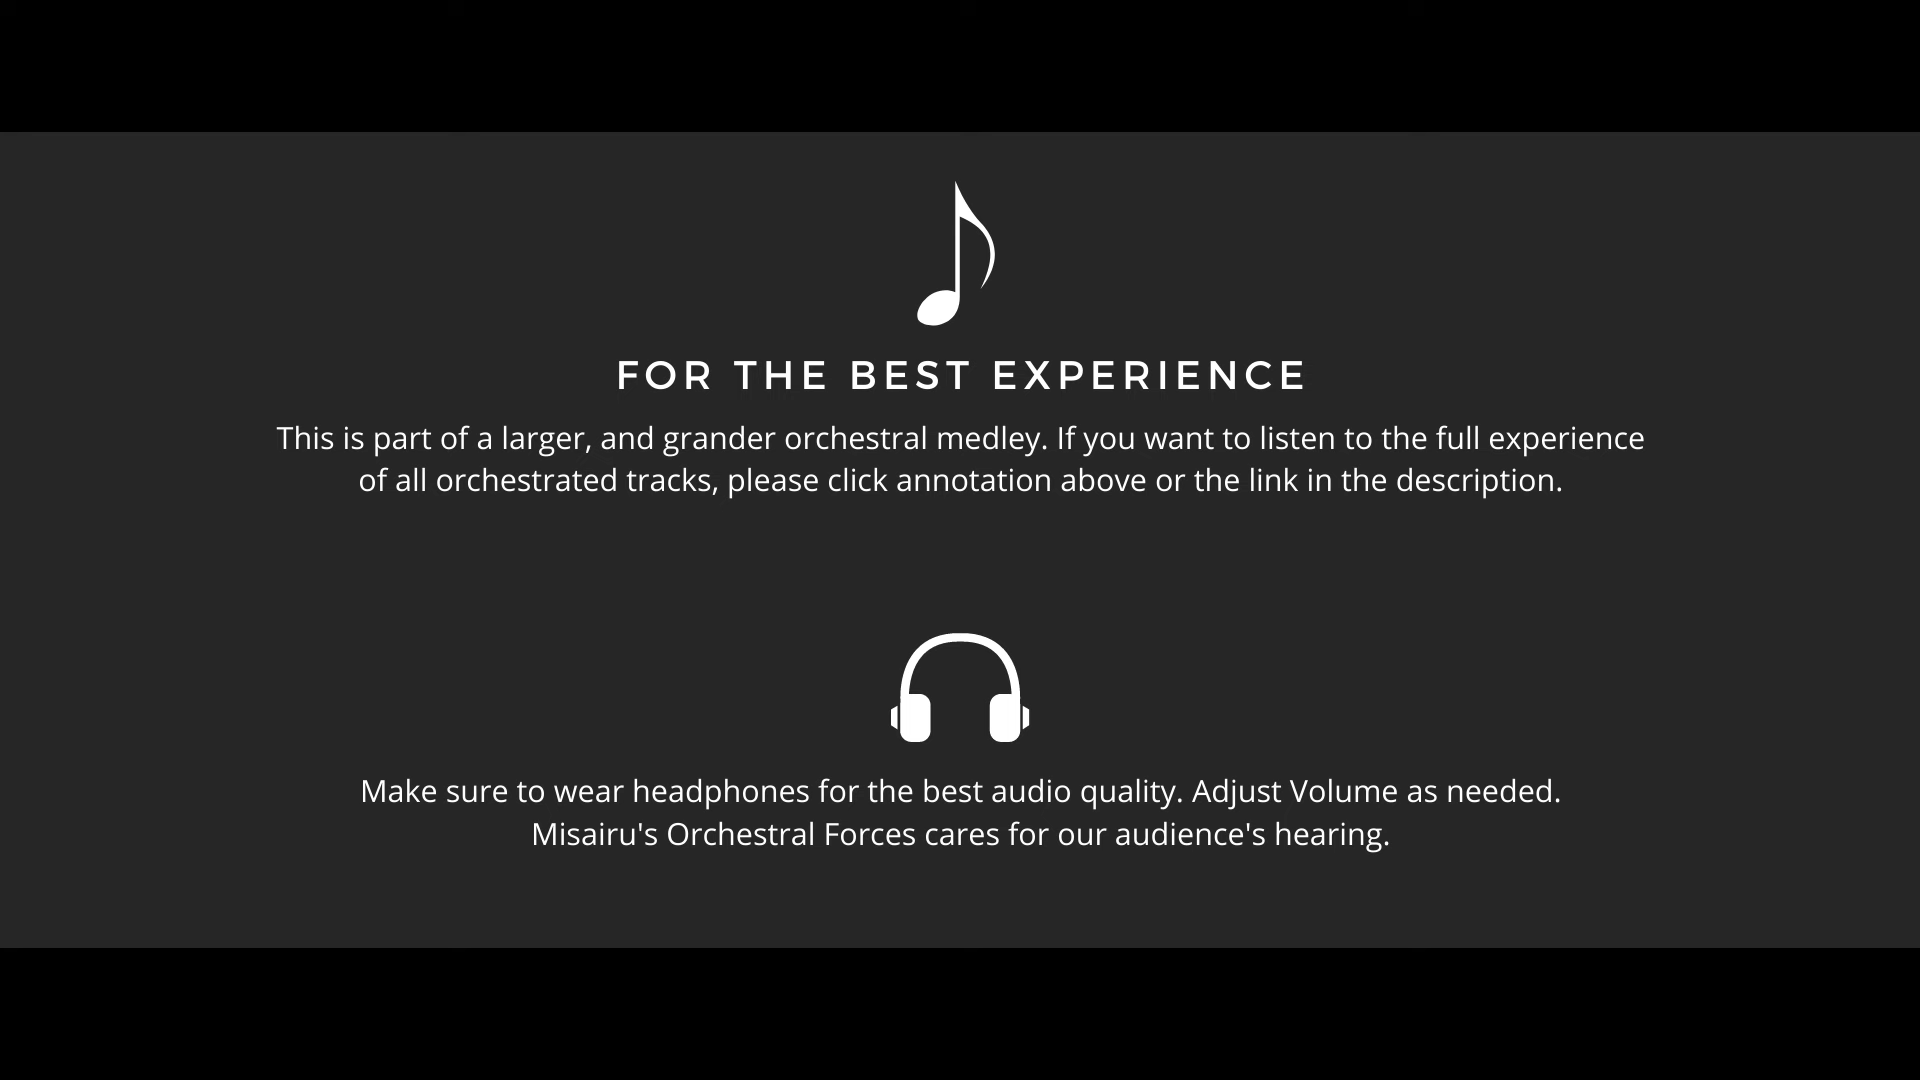 FOR THE BEST EXPERIENCE
This is part of a larger, and grander orchestral medley. If you want to listen to the full experience
of all orchestrated tracks, please click annotation above or the link in the description.
Make sure to wear headphones for the best audio quality. Adjust Volume as needed.
Misairu's Orchestral Forces cares for our audience's hearing.